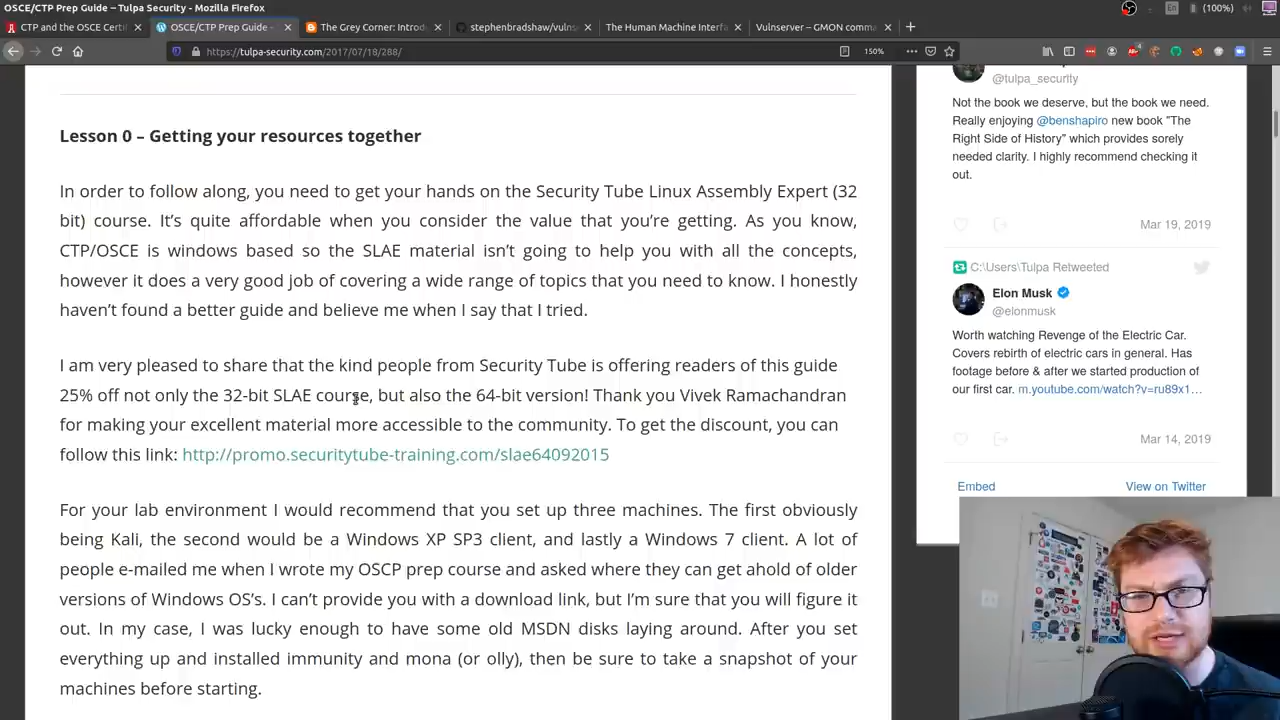 OSCE/CTP Prep Guide – Tulpa Security - Mozilla Firefox
En
(100%)
CTP and the OSCE Certi
OSCE/CTP Prep Guide –
The Grey Corner: Introdu
stephenbradshaw/vulns
The Human Machine Interfa
Vulnserver – GMON comm
https://tulpa-security.com/2017/07/18/288/
150%
Lesson 0 – Getting your resources together
In order to follow along, you need to get your hands on the Security Tube Linux Assembly Expert (32
bit) course. It’s quite affordable when you consider the value that you’re getting. As you know,
CTP/OSCE is windows based so the SLAE material isn’t going to help you with all the concepts,
however it does a very good job of covering a wide range of topics that you need to know. I honestly
haven’t found a better guide and believe me when I say that I tried.
I am very pleased to share that the kind people from Security Tube is offering readers of this guide
25% off not only the 32-bit SLAE course, but also the 64-bit version! Thank you Vivek Ramachandran
for making your excellent material more accessible to the community. To get the discount, you can
follow this link: http://promo.securitytube-training.com/slae64092015
For your lab environment I would recommend that you set up three machines. The first obviously
being Kali, the second would be a Windows XP SP3 client, and lastly a Windows 7 client. A lot of
people e-mailed me when I wrote my OSCP prep course and asked where they can get ahold of older
versions of Windows OS’s. I can’t provide you with a download link, but I’m sure that you will figure it
out. In my case, I was lucky enough to have some old MSDN disks laying around. After you set
everything up and installed immunity and mona (or olly), then be sure to take a snapshot of your
machines before starting.
@tulpa_security
Not the book we deserve, but the book we need.
Really enjoying @benshapiro new book "The
Right Side of History" which provides sorely
needed clarity. I highly recommend checking it
out.
Mar 19, 2019
C:\Users\Tulpa Retweeted
Elon Musk
@elonmusk
Worth watching Revenge of the Electric Car.
Covers rebirth of electric cars in general. Has
footage before & after we started production of
our first car. m.youtube.com/watch?v=ru89x1…
Mar 14, 2019
Embed
View on Twitter